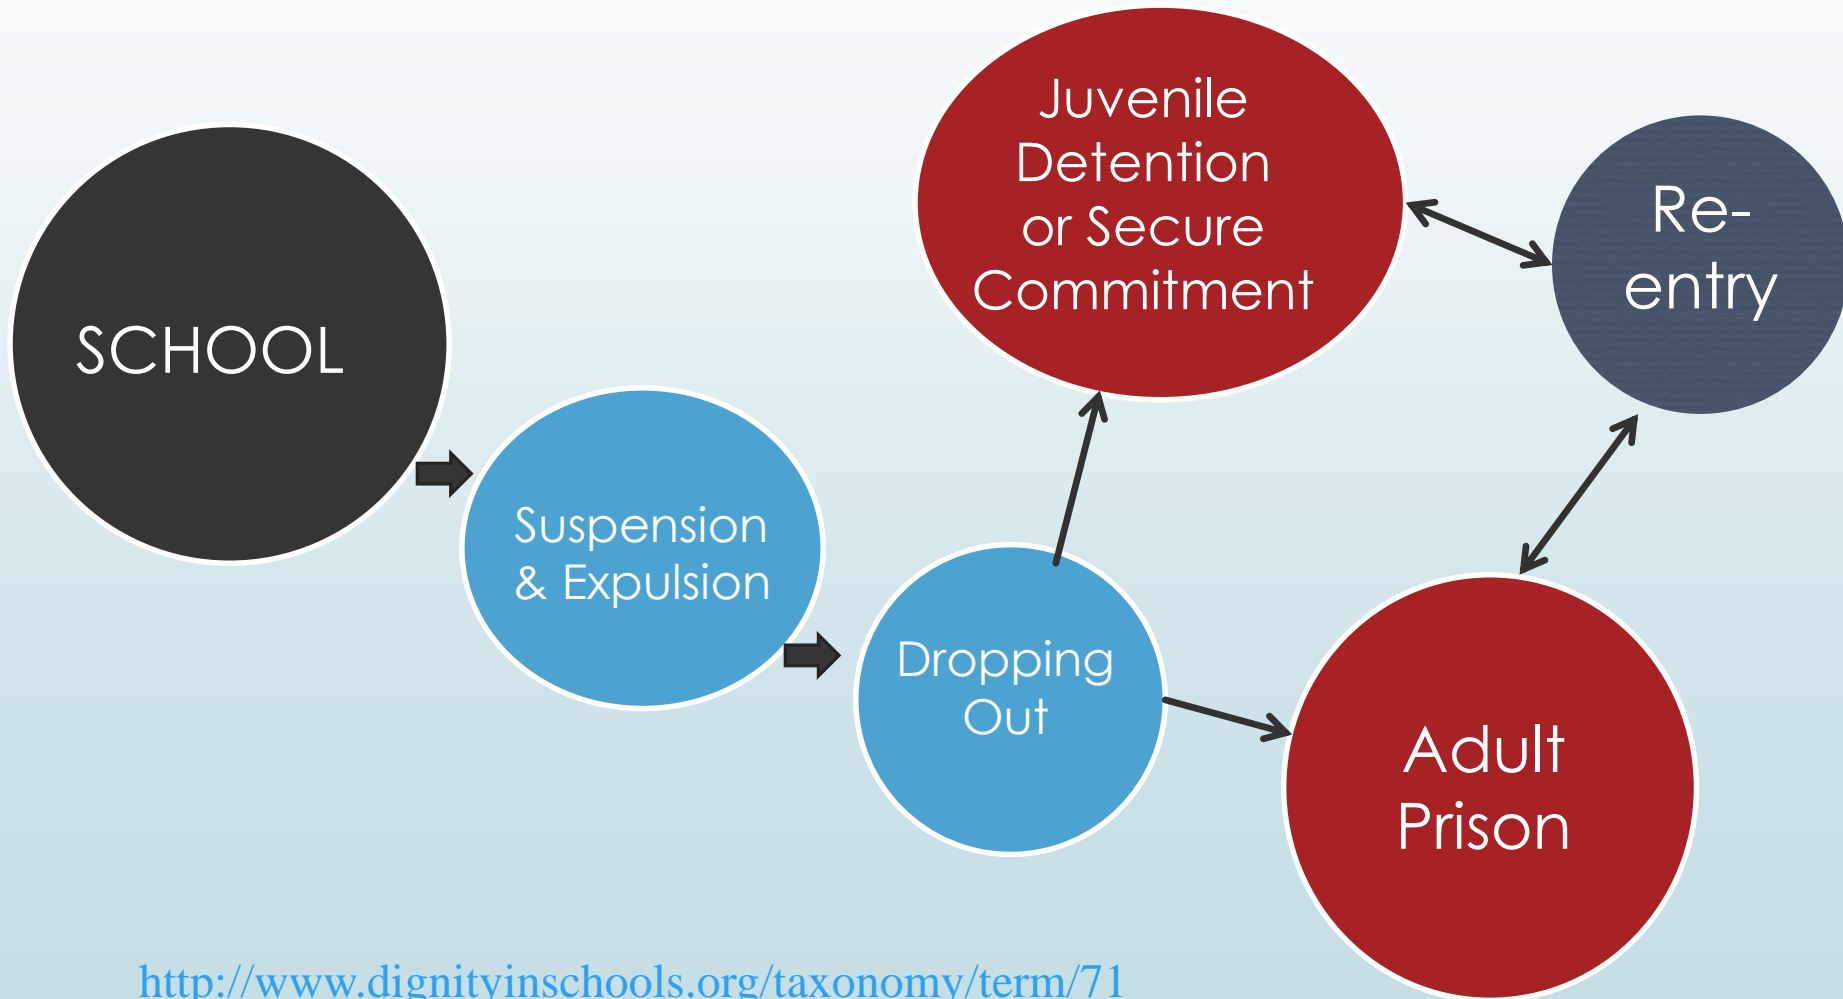 SCHOOL
Suspension
& Expulsion
Dropping
Out
Juvenile
Detention
or Secure
Commitment
Re-
entry
Adult
Prison
http://www.dignityinschools.org/taxonomy/term/71